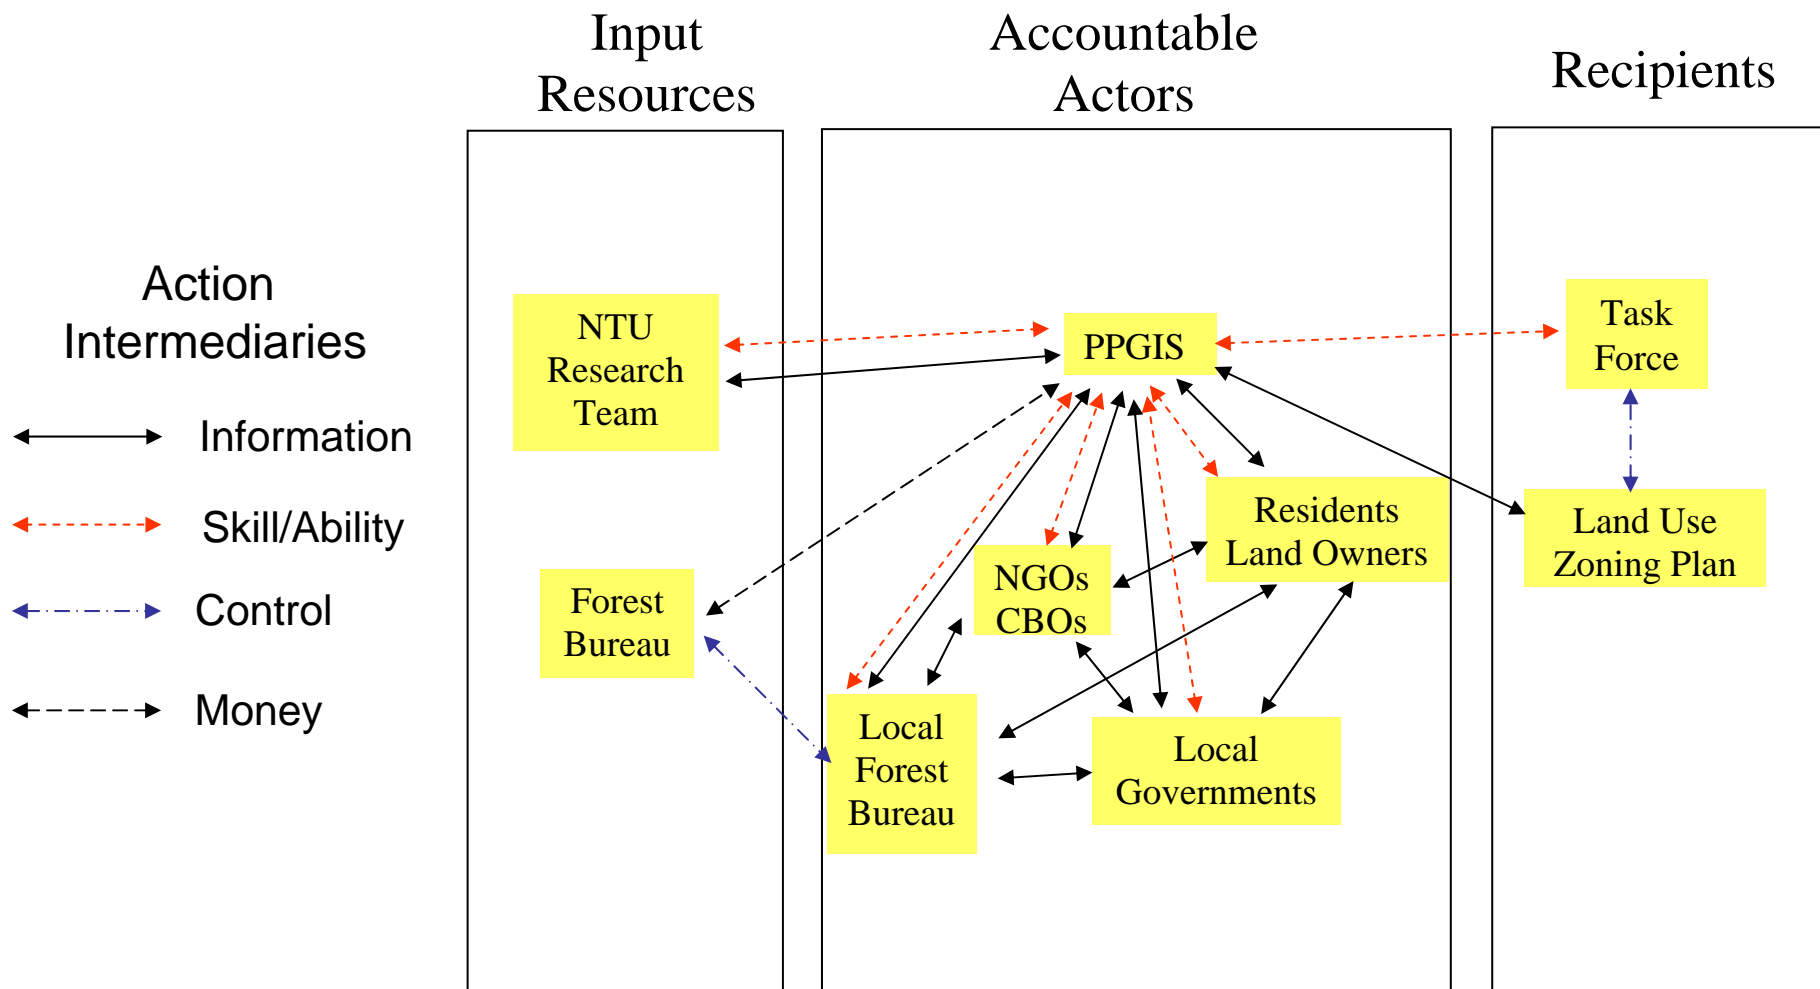 Input
Resources
Accountable
Actors
Recipients
Action
Intermediaries
Information
Skill/Ability
Control
Money
NTU
Research
Team
Forest
Bureau
PPGIS
Residents
Land Owners
NGOs
CBOs
Local
Forest
Bureau
Local
Governments
Task
Force
Land Use
Zoning Plan